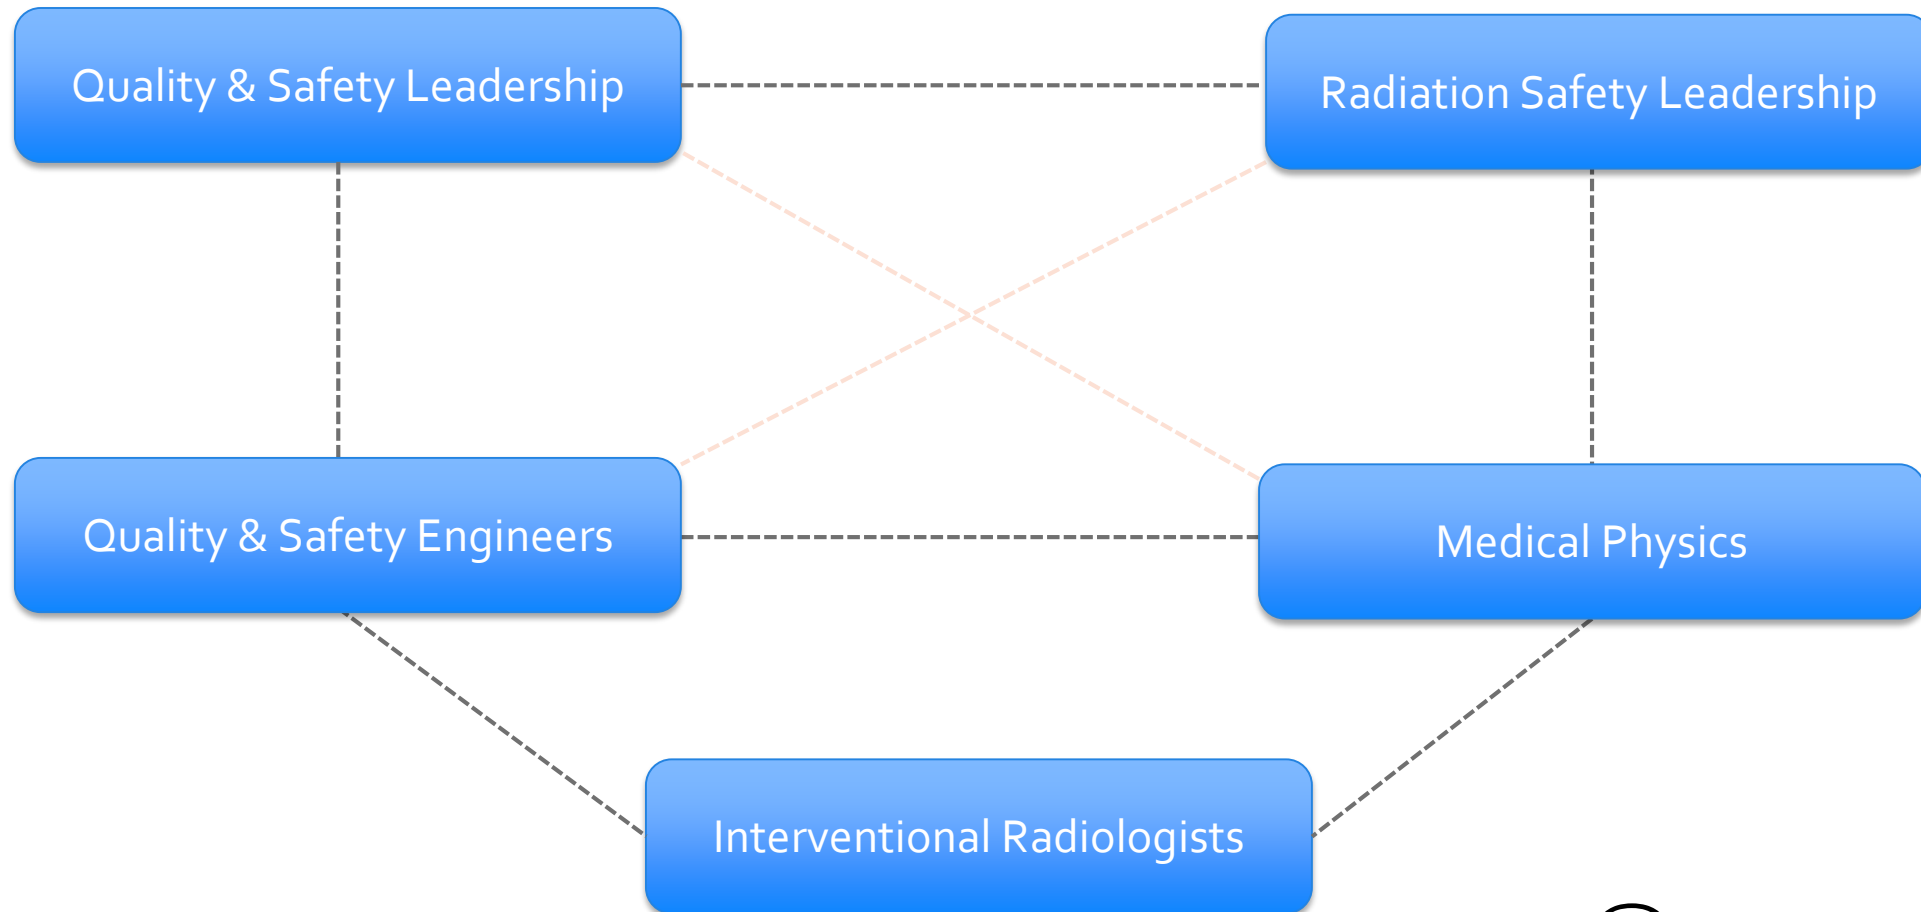 Quality & Safety Leadership
Radiation Safety Leadership
Quality & Safety Engineers
Medical Physics
Interventional Radiologists